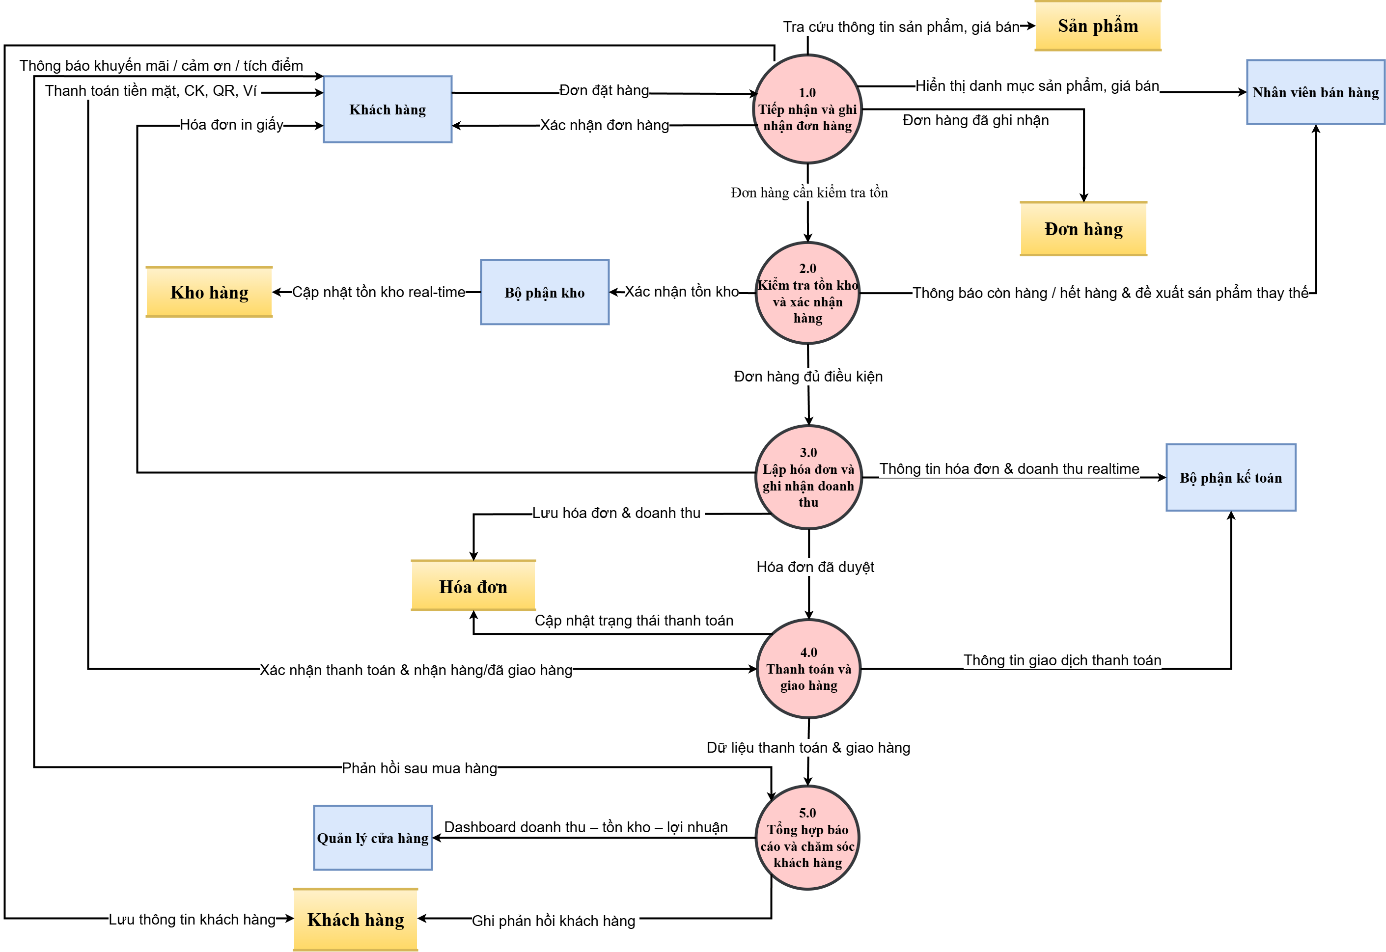 Tra cứu thông tin sản phẩm, giá bán
Sản phẩm
Thông báo khuyến mãi / cảm ơn / tích điểm
Thanh toán tiền mặt, CK, QR, Ví
Hóa đơn in giấy
Khách hàng
Đơn đặt hàng
Xác nhận đơn hàng
1.0
Tiếp nhận và ghi
nhận đơn hàng
Hiển thị danh mục sản phẩm, giá bán
Nhân viên bán hàng
Đơn hàng đã ghi nhận
Đơn hàng cần kiểm tra tồn
Đơn hàng
Kho hàng
Cập nhật tồn kho real-time
Bộ phận kho
Xác nhận tồn kho
2.0
Kiểm tra tồn kho
và xác nhận
hàng
Thông báo còn hàng / hết hàng & đề xuất sản phẩm thay thế
Đơn hàng đủ điều kiện
3.0
Lập hóa đơn và
ghi nhận doanh
thu
Thông tin hóa đơn & doanh thu realtime
Bộ phận kế toán
Lưu hóa đơn & doanh thu
Hóa đơn đã duyệt
Hóa đơn
Cập nhật trạng thái thanh toán
Xác nhận thanh toán & nhận hàng/đã giao hàng
4.0
Thanh toán và
giao hàng
Thông tin giao dịch thanh toán
Dữ liệu thanh toán & giao hàng
Phản hồi sau mua hàng
5.0
Tổng hợp báo
cáo và chăm sóc
khách hàng
Dashboard doanh thu – tồn kho – lợi nhuận
Quản lý cửa hàng
Lưu thông tin khách hàng
Khách hàng
Ghi phán hồi khách hàng